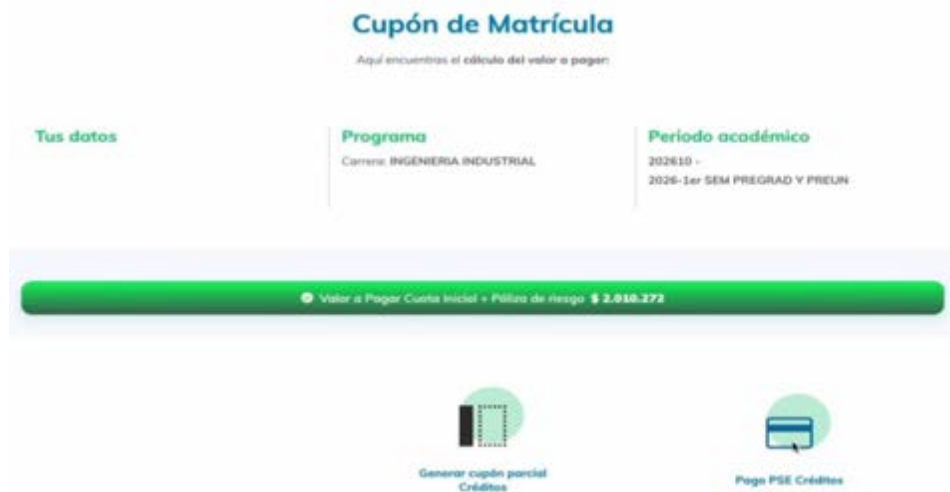 Cupón de Matrícula
Aquí encuentras el cálculo del valor a pagar:
Tus datos
Programa
Carrera: INGENIERIA INDUSTRIAL
Periodo académico
202610 -
2026-1er SEM PREGRAD Y PREUN
Valor a Pagar Cuota Inicial + Póliza de riesgo $ 2.010.272
Generar cupón parcial
Créditos
Pago PSE Créditos